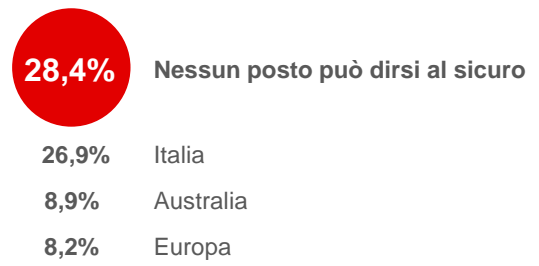 28,4% Nessun posto può dirsi al sicuro
26,9% Italia
8,9% Australia
8,2% Europa